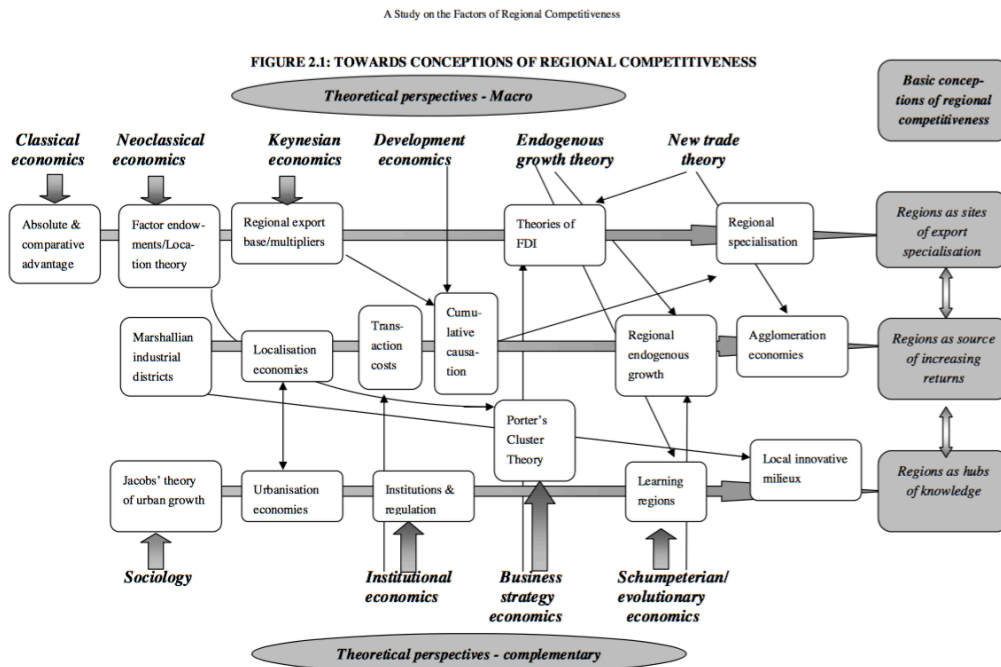 A Study on the Factors of Regional Competitiveness
FIGURE 2.1: TOWARDS CONCEPTIONS OF REGIONAL COMPETITIVENESS
Theoretical perspectives - Macro
Basic concep-
tions of regional
competitiveness
Classical
economics
Neoclassical
economics
Keynesian
economics
Development
economics
Endogenous
growth theory
New trade
theory
Absolute &
comparative
advantage
Factor endow-
ments/Loca-
tion theory
Regional export
base/multipliers
Theories of
FDI
Regional
specialisation
Regions as sites
of export
specialisation
Marshallian
industrial
districts
Localisation
economies
Trans-
action
costs
Cumu-
lative
causa-
tion
Regional
endogenous
growth
Agglomeration
economies
Regions as source
of increasing
returns
Porter's
Cluster
Theory
Jacobs' theory
of urban growth
Urbanisation
economies
Institutions &
regulation
Learning
regions
Local innovative
milieux
Regions as hubs
of knowledge
Sociology
Institutional
economics
Business
strategy
economics
Schumpeterian/
evolutionary
economics
Theoretical perspectives - complementary